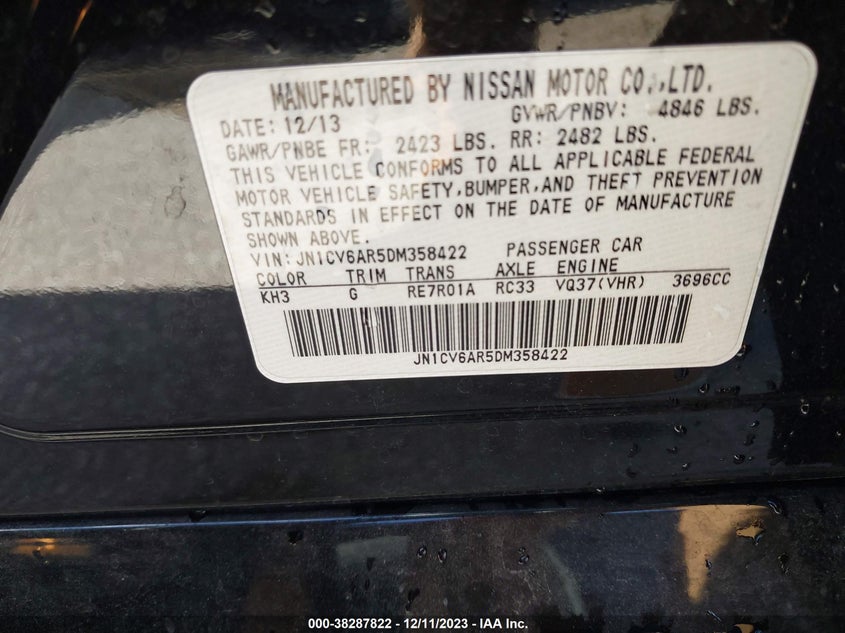 MANUFACTURED BY NISSAN MOTOR CO.,LTD.
DATE: 12/13 GVWR/PNBV: 4846 LBS.
GAWR/PNBE FR: 2423 LBS. RR: 2482 LBS.
THIS VEHICLE CONFORMS TO ALL APPLICABLE FEDERAL
MOTOR VEHICLE SAFETY,BUMPER,AND THEFT PREVENTION
STANDARDS IN EFFECT ON THE DATE OF MANUFACTURE
SHOWN ABOVE.
VIN: JN1CV6AR5DM358422 PASSENGER CAR
COLOR TRIM TRANS AXLE ENGINE
KH3 G RE7R01A RC33 VQ37(VHR) 3696CC
JN1CV6AR5DM358422
000-38287822 - 12/11/2023 - IAA Inc.